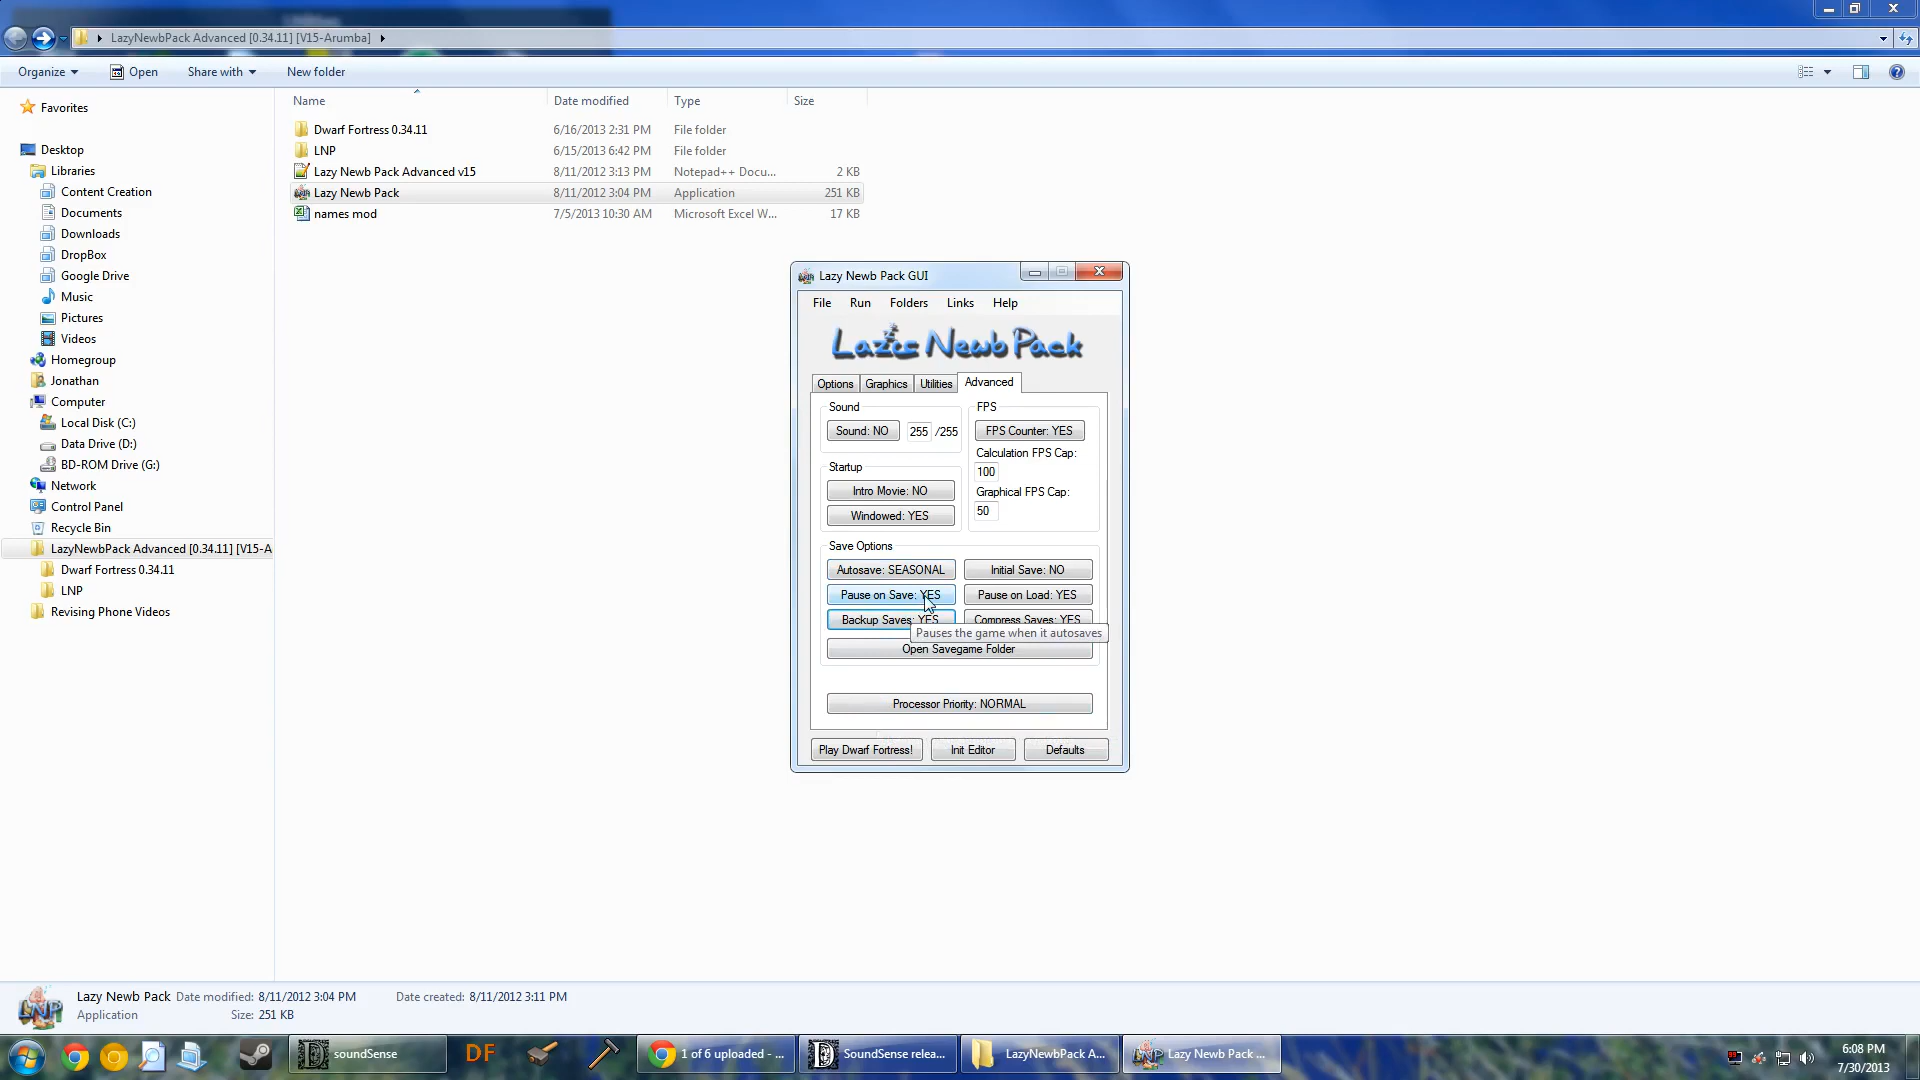 LazyNewbPack Advanced [0.34.11] [V15-Arumba]
Organize Open Share with New folder
Name Date modified Type Size
Favorites
Desktop
Libraries
Content Creation
Documents
Downloads
DropBox
Google Drive
Music
Pictures
Videos
Homegroup
Jonathan
Computer
Local Disk (C:)
Data Drive (D:)
BD-ROM Drive (G:)
Network
Control Panel
Recycle Bin
LazyNewbPack Advanced [0.34.11] [V15-A
Dwarf Fortress 0.34.11
LNP
Revising Phone Videos
Dwarf Fortress 0.34.11 6/16/2013 2:31 PM File folder
LNP 6/15/2013 6:42 PM File folder
Lazy Newb Pack Advanced v15 8/11/2012 3:13 PM Notepad++ Docu... 2 KB
Lazy Newb Pack 8/11/2012 3:04 PM Application 251 KB
names mod 7/5/2013 10:30 AM Microsoft Excel W... 17 KB
Lazy Newb Pack GUI
File Run Folders Links Help
Lazy Newb Pack
Options Graphics Utilities Advanced
Sound
Sound: NO 255 /255
FPS
FPS Counter: YES
Calculation FPS Cap:
100
Graphical FPS Cap:
50
Startup
Intro Movie: NO
Windowed: YES
Save Options
Autosave: SEASONAL Initial Save: NO
Pause on Save: YES Pause on Load: YES
Backup Saves: YES Compress Saves: YES
Pauses the game when it autosaves
Open Savegame Folder
Processor Priority: NORMAL
Play Dwarf Fortress! Init Editor Defaults
LNP
Lazy Newb Pack Date modified: 8/11/2012 3:04 PM Date created: 8/11/2012 3:11 PM
Application Size: 251 KB
soundSense DF 1 of 6 uploaded - ... SoundSense relea... LazyNewbPack A... Lazy Newb Pack ...
6:08 PM
7/30/2013